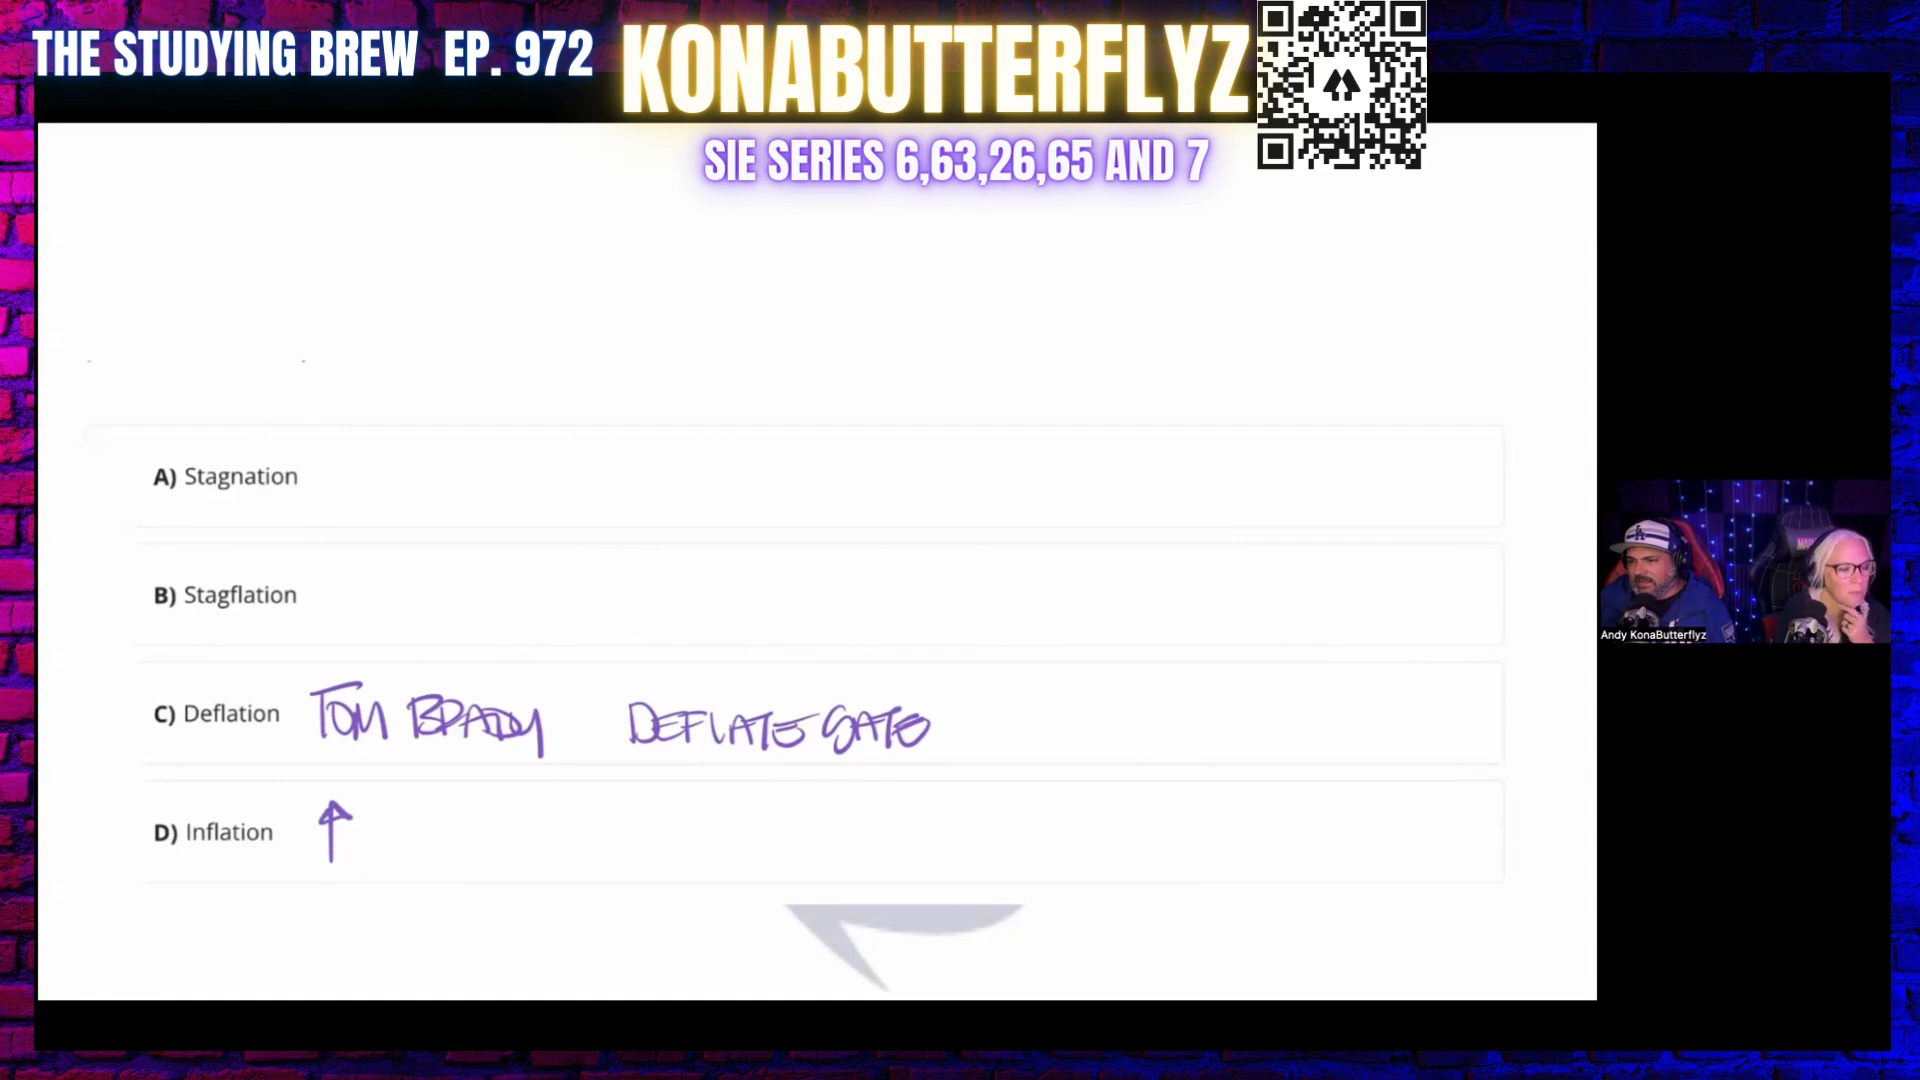 THE STUDYING BREW EP. 972
KONABUTTERFLYZ
SIE SERIES 6,63,26,65 AND 7
A) Stagnation
B) Stagflation
C) Deflation TOM BRADY DEFLATE GATE
D) Inflation
Andy KonaButterflyz